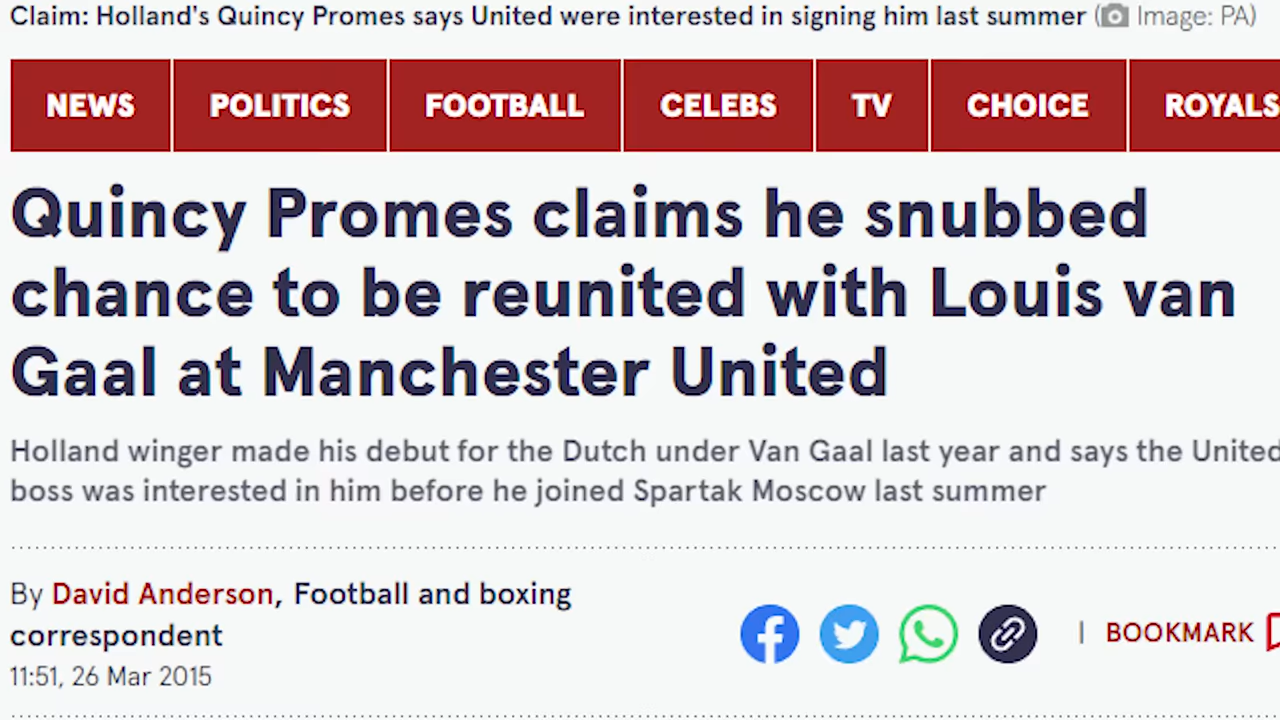 Claim: Holland's Quincy Promes says United were interested in signing him last summer (Image: PA)
NEWS POLITICS FOOTBALL CELEBS TV CHOICE ROYALS
Quincy Promes claims he snubbed
chance to be reunited with Louis van
Gaal at Manchester United
Holland winger made his debut for the Dutch under Van Gaal last year and says the United
boss was interested in him before he joined Spartak Moscow last summer
By David Anderson, Football and boxing
correspondent
11:51, 26 Mar 2015
| BOOKMARK